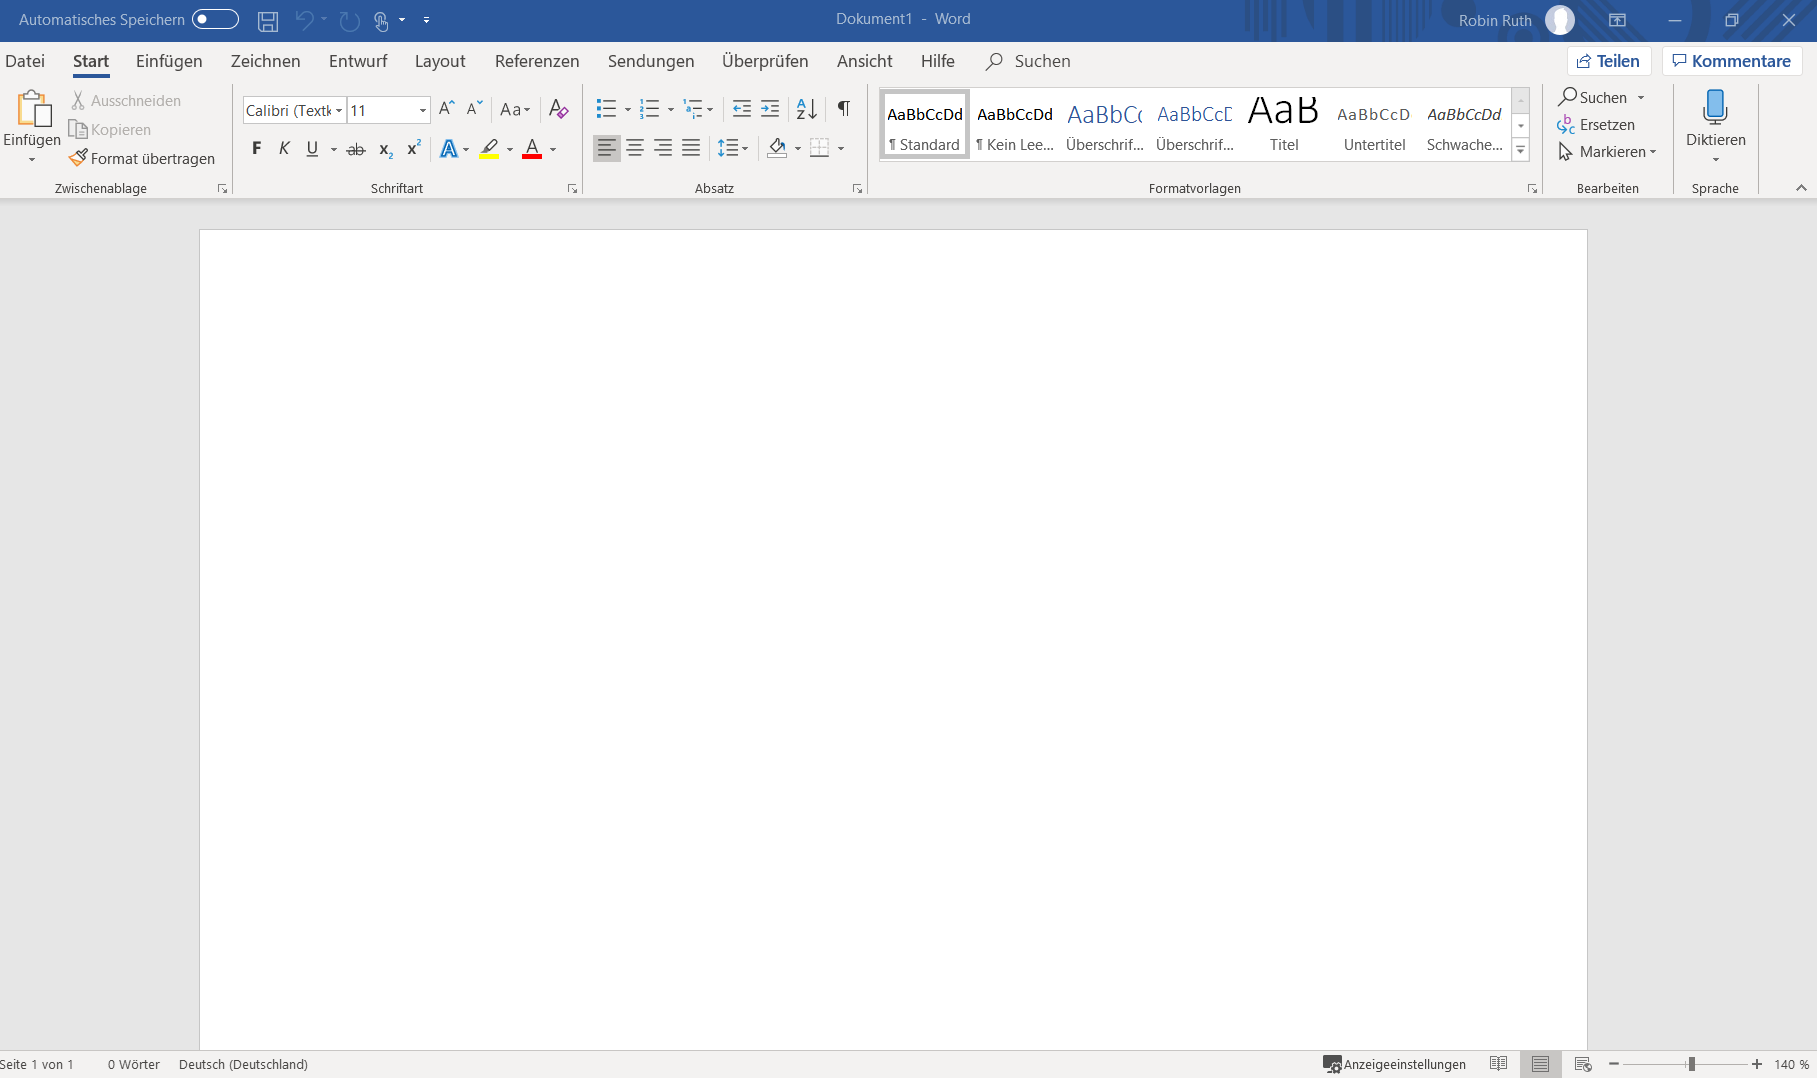 Automatisches Speichern
Dokument1 - Word
Robin Ruth
Datei Start Einfügen Zeichnen Entwurf Layout Referenzen Sendungen Überprüfen Ansicht Hilfe Suchen
Teilen Kommentare
Einfügen
Ausschneiden
Kopieren
Format übertragen
Zwischenablage
Calibri (Textk 11
Aa
F K U ab x2 x2 A A
Schriftart
Absatz
AaBbCcDd AaBbCcDd AaBbCc AaBbCcD AaB AaBbCcD AaBbCcDd
¶ Standard ¶ Kein Lee... Überschrif... Überschrif... Titel Untertitel Schwache...
Formatvorlagen
Suchen
Ersetzen
Markieren
Bearbeiten
Diktieren
Sprache
Seite 1 von 1 0 Wörter Deutsch (Deutschland) Anzeigeeinstellungen 140 %